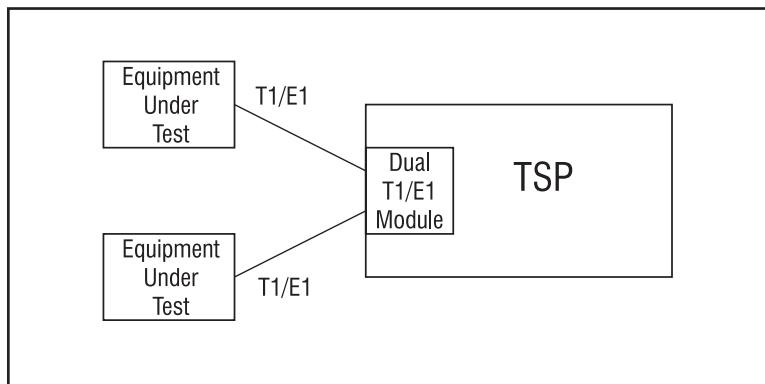 Equipment
Under
Test
T1/E1
Dual
T1/E1
Module
TSP
Equipment
Under
Test
T1/E1